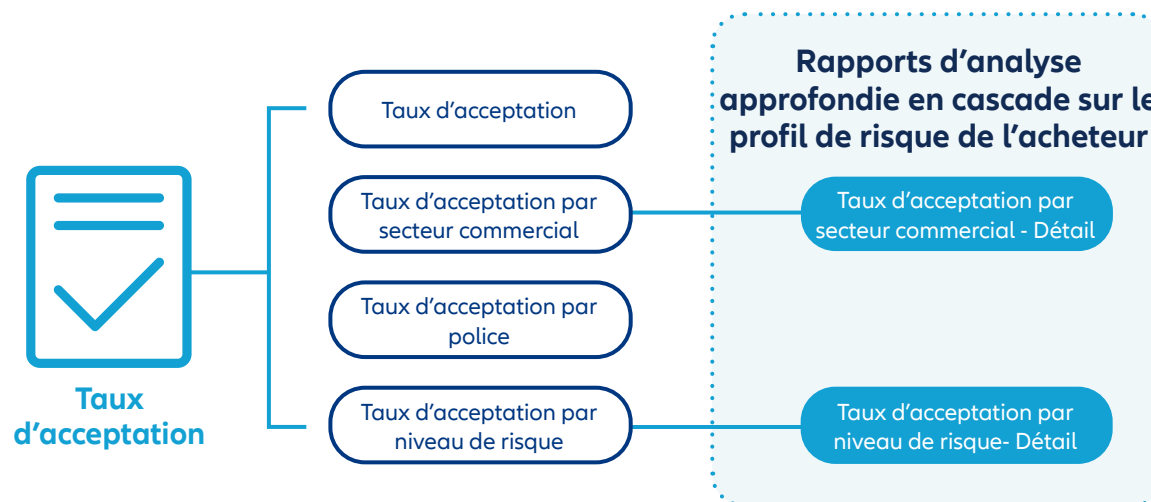 Rapports d’analyse
approfondie en cascade sur le
profil de risque de l’acheteur
Taux d’acceptation
Taux d’acceptation par
secteur commercial
Taux d’acceptation par
secteur commercial - Détail
Taux d’acceptation par
police
Taux
d’acceptation
Taux d’acceptation par
niveau de risque
Taux d’acceptation par
niveau de risque- Détail